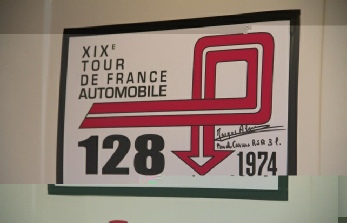 XIXE
TOUR
DE FRANCE
AUTOMOBILE
128
1974